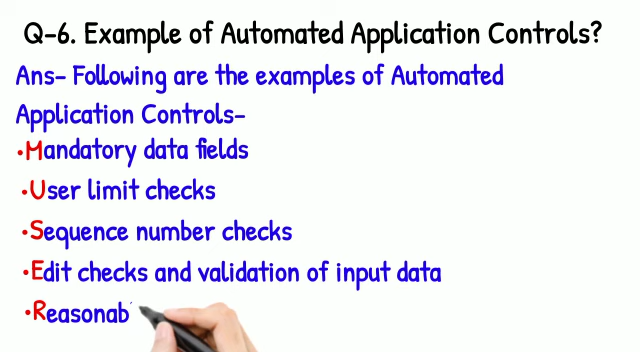 Q-6. Example of Automated Application Controls?
Ans- Following are the examples of Automated
Application Controls-
•Mandatory data fields
•User limit checks
•Sequence number checks
•Edit checks and validation of input data
•Reasonab